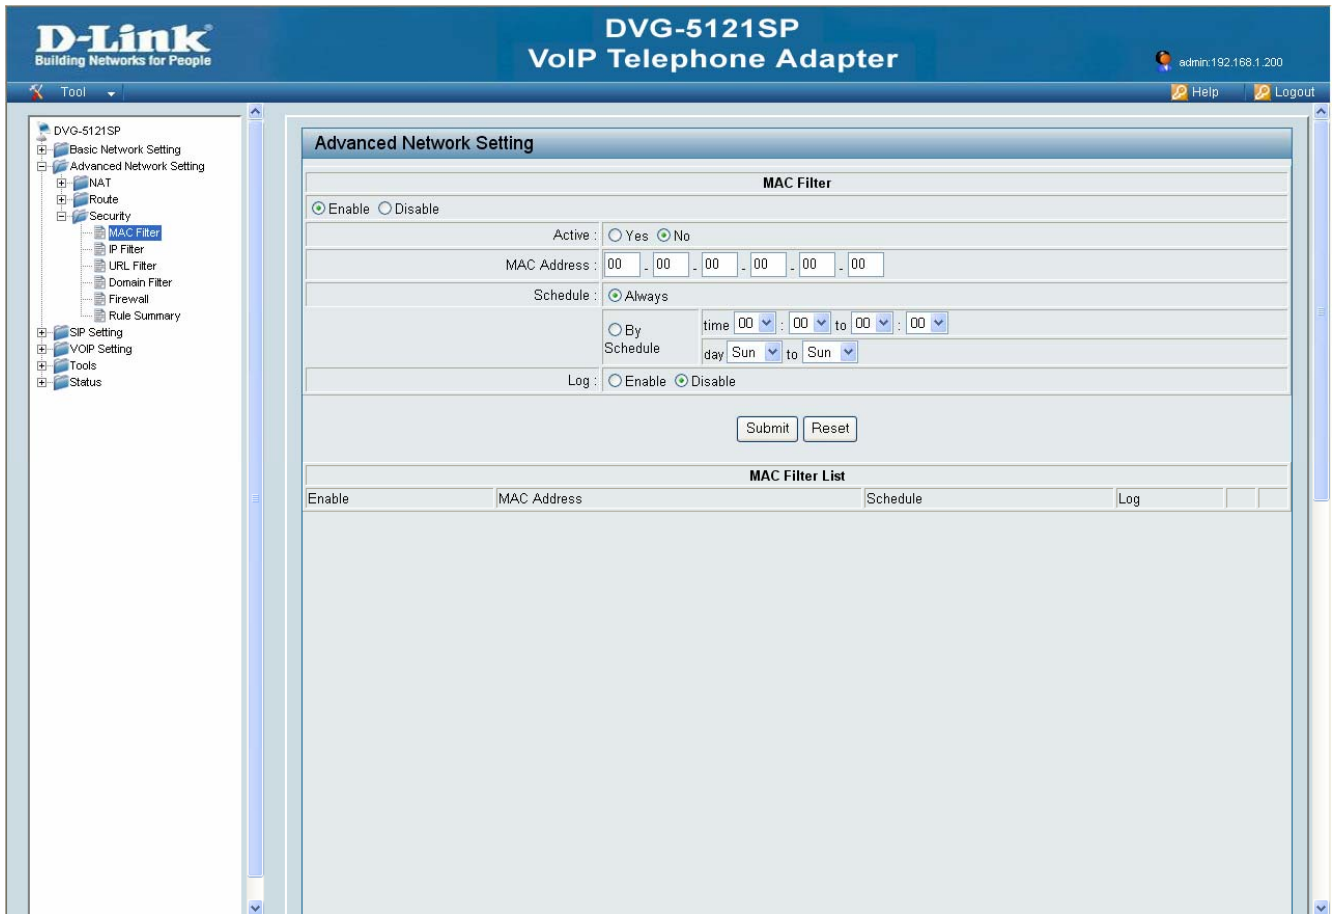 D-Link
Building Networks for People
DVG-5121SP
VoIP Telephone Adapter
admin:192.168.1.200
Tool
Help
Logout
DVG-5121SP
Basic Network Setting
Advanced Network Setting
NAT
Route
Security
MAC Filter
IP Filter
URL Filter
Domain Filter
Firewall
Rule Summary
SIP Setting
VOIP Setting
Tools
Status
Advanced Network Setting
MAC Filter
Enable Disable
Active : Yes No
MAC Address : 00 - 00 - 00 - 00 - 00 - 00
Schedule : Always
By Schedule
time 00 : 00 to 00 : 00
day Sun to Sun
Log : Enable Disable
Submit Reset
MAC Filter List
Enable MAC Address Schedule Log